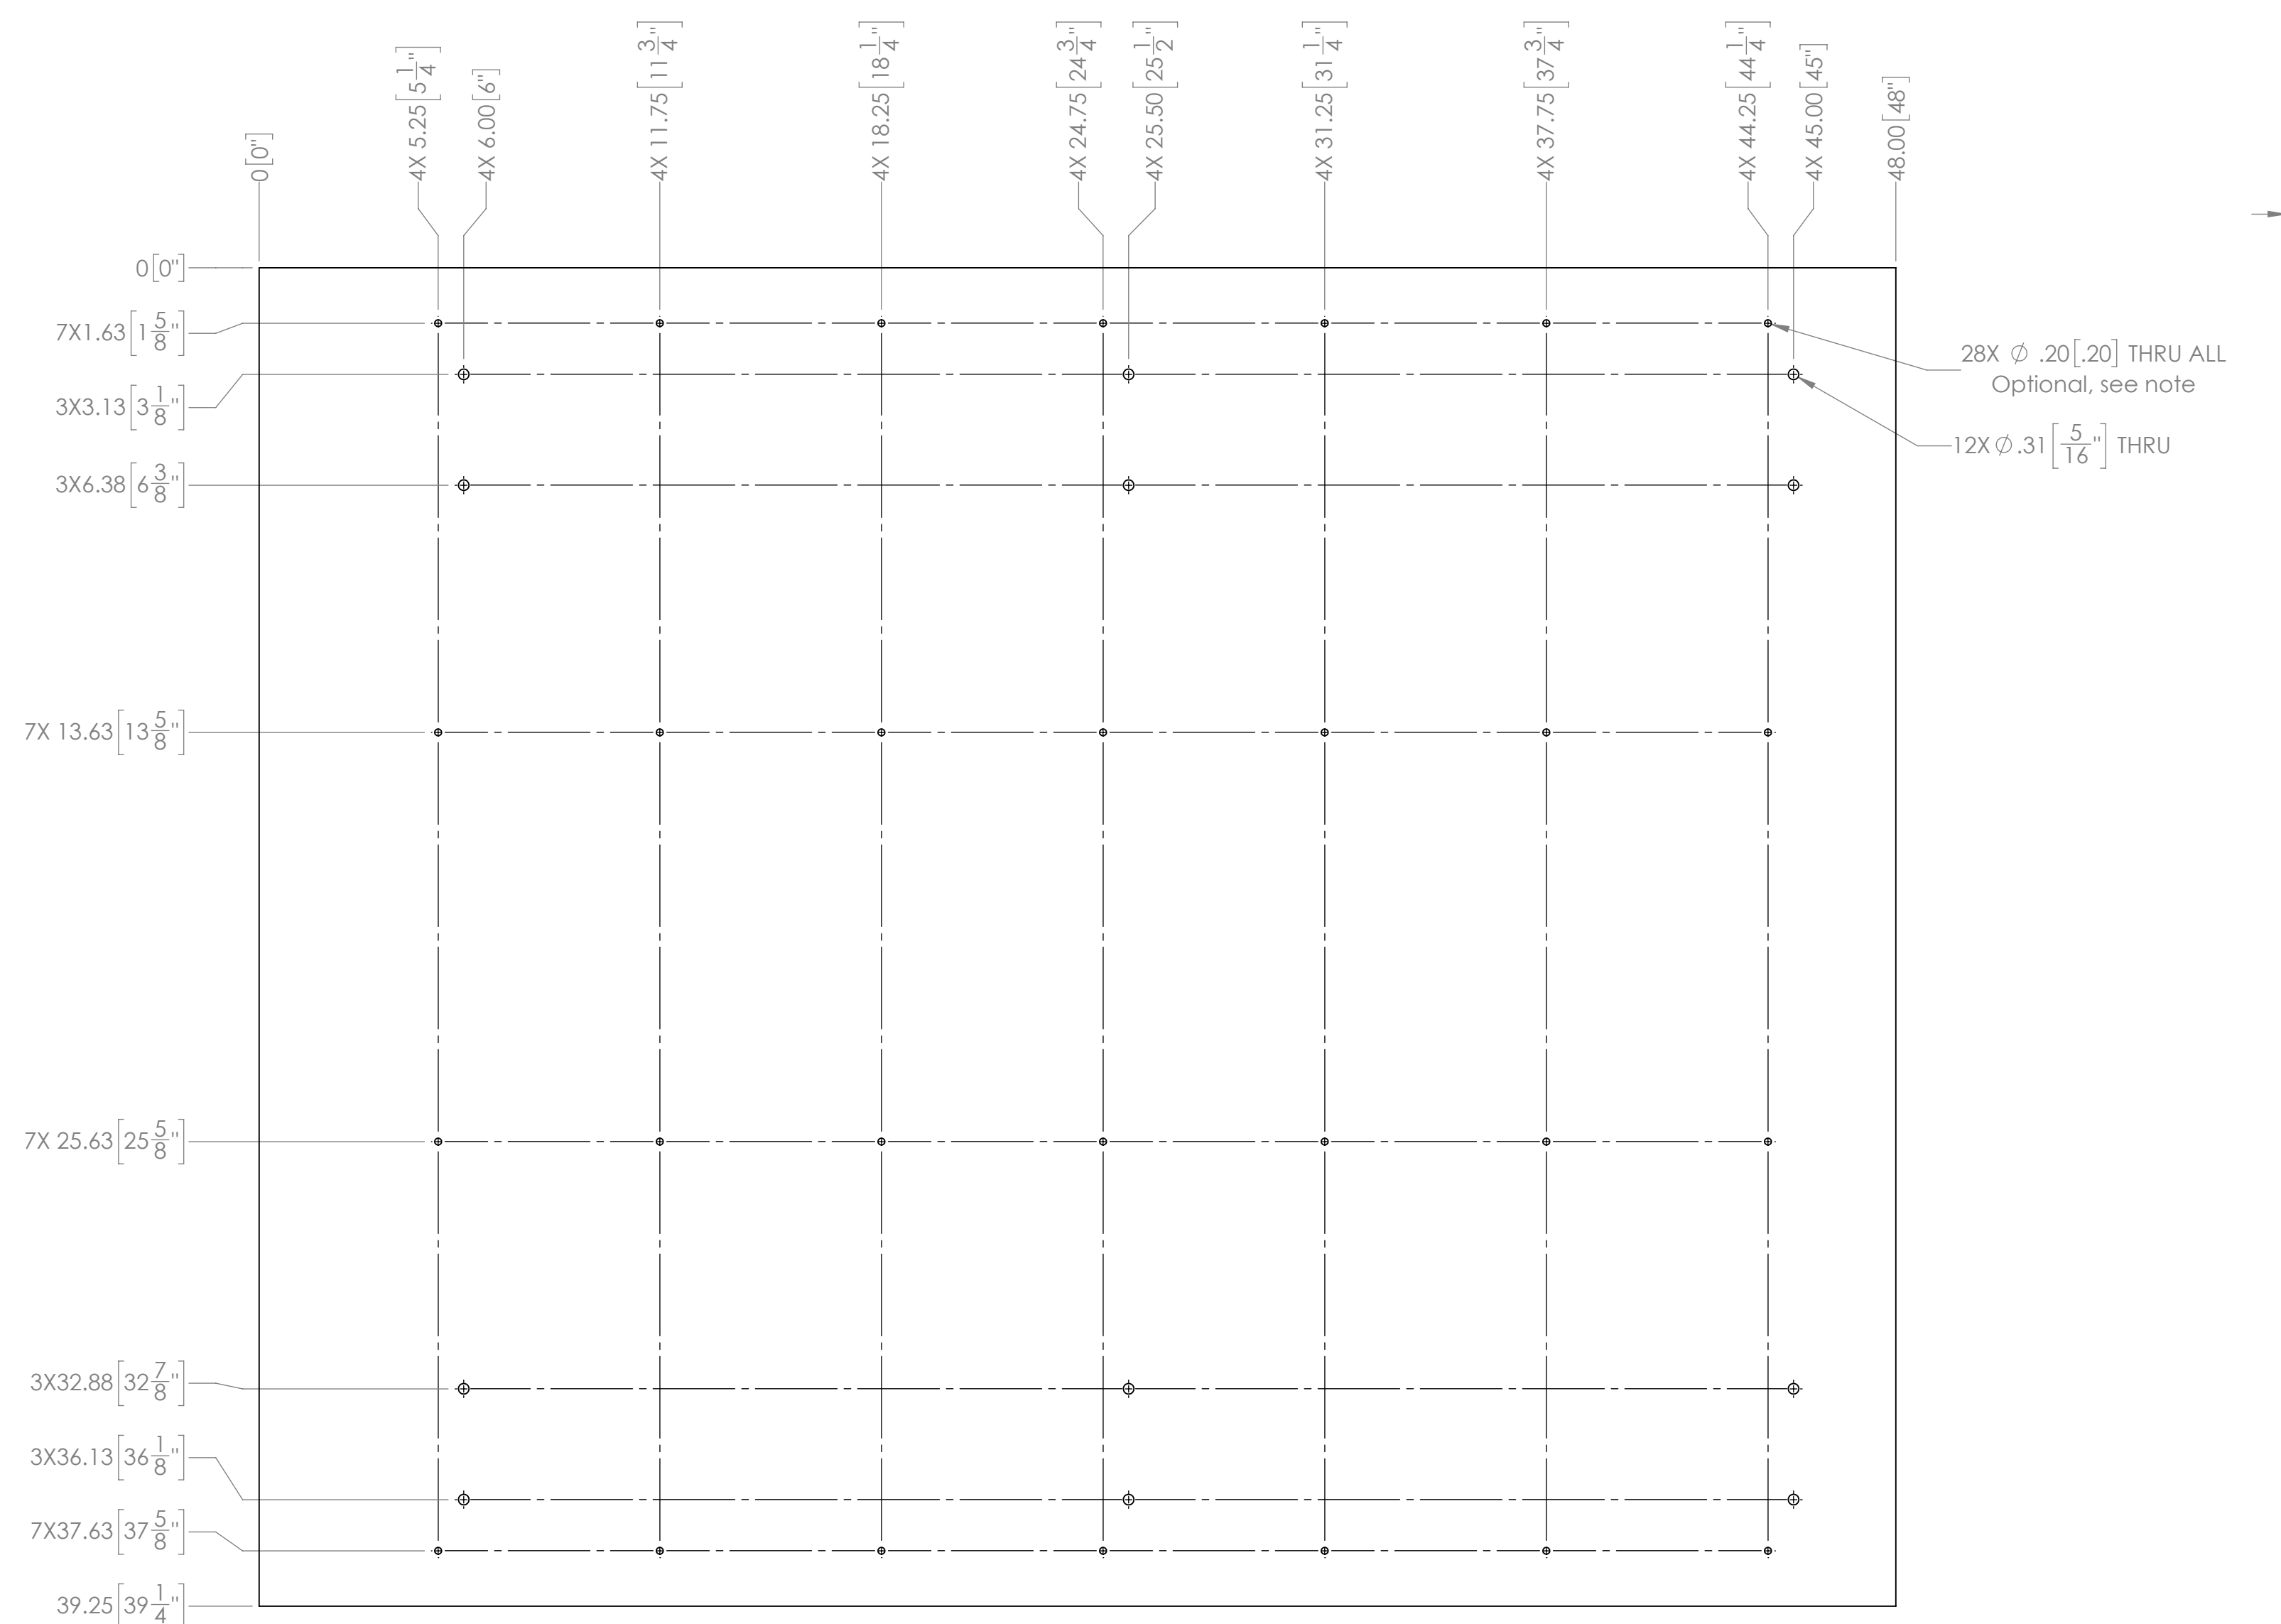 0[0"]
4X 5.25[5 1/4"]
4X 6.00[6"]
4X 11.75[11 3/4"]
4X 18.25[18 1/4"]
4X 24.75[24 3/4"]
4X 25.50[25 1/2"]
4X 31.25[31 1/4"]
4X 37.75[37 3/4"]
4X 44.25[44 1/4"]
4X 45.00[45"]
48.00[48"]
0[0"]
7X1.63[1 5/8"]
3X3.13[3 1/8"]
3X6.38[6 3/8"]
7X 13.63[13 5/8"]
7X 25.63[25 5/8"]
3X32.88[32 7/8"]
3X36.13[36 1/8"]
7X37.63[37 5/8"]
39.25[39 1/4"]
28X ∅ .20[.20] THRU ALL
Optional, see note
12X ∅ .31[5/16"] THRU